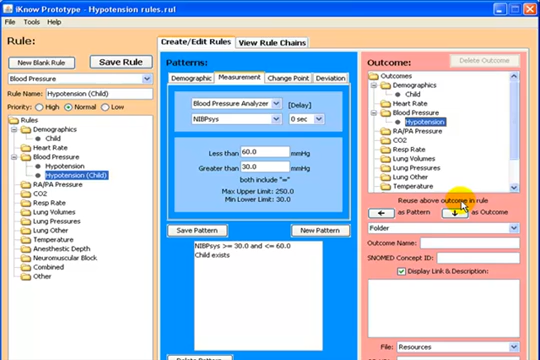 iKnow Prototype - Hypotension rules.rul
File Tools Help
Rule:
New Blank Rule
Save Rule
Blood Pressure
Rule Name: Hypotension (Child)
Priority: High Normal Low
Rules
Demographics
Child
Heart Rate
Blood Pressure
Hypotension
Hypotension (Child)
RA/PA Pressure
CO2
Resp Rate
Lung Volumes
Lung Pressures
Lung Other
Temperature
Anesthetic Depth
Neuromuscular Block
Combined
Other
Create/Edit Rules
View Rule Chains
Patterns:
Demographic
Measurement
Change Point
Deviation
Blood Pressure Analyzer
[Delay]
NIBPsys
0 sec
Less than 60.0 mmHg
Greater than 30.0 mmHg
both include "="
Max Upper Limit: 250.0
Min Lower Limit: 30.0
Save Pattern
New Pattern
NIBPsys >= 30.0 and <= 60.0
Child exists
Delete Pattern
Outcome:
Delete Outcome
Outcomes
Demographics
Child
Heart Rate
Blood Pressure
Hypotension
RA/PA Pressure
CO2
Resp Rate
Lung Volumes
Lung Pressures
Lung Other
Temperature
Reuse above outcome in rule
as Pattern
as Outcome
Folder
Outcome Name:
SNOMED Concept ID:
Display Link & Description:
File: Resources